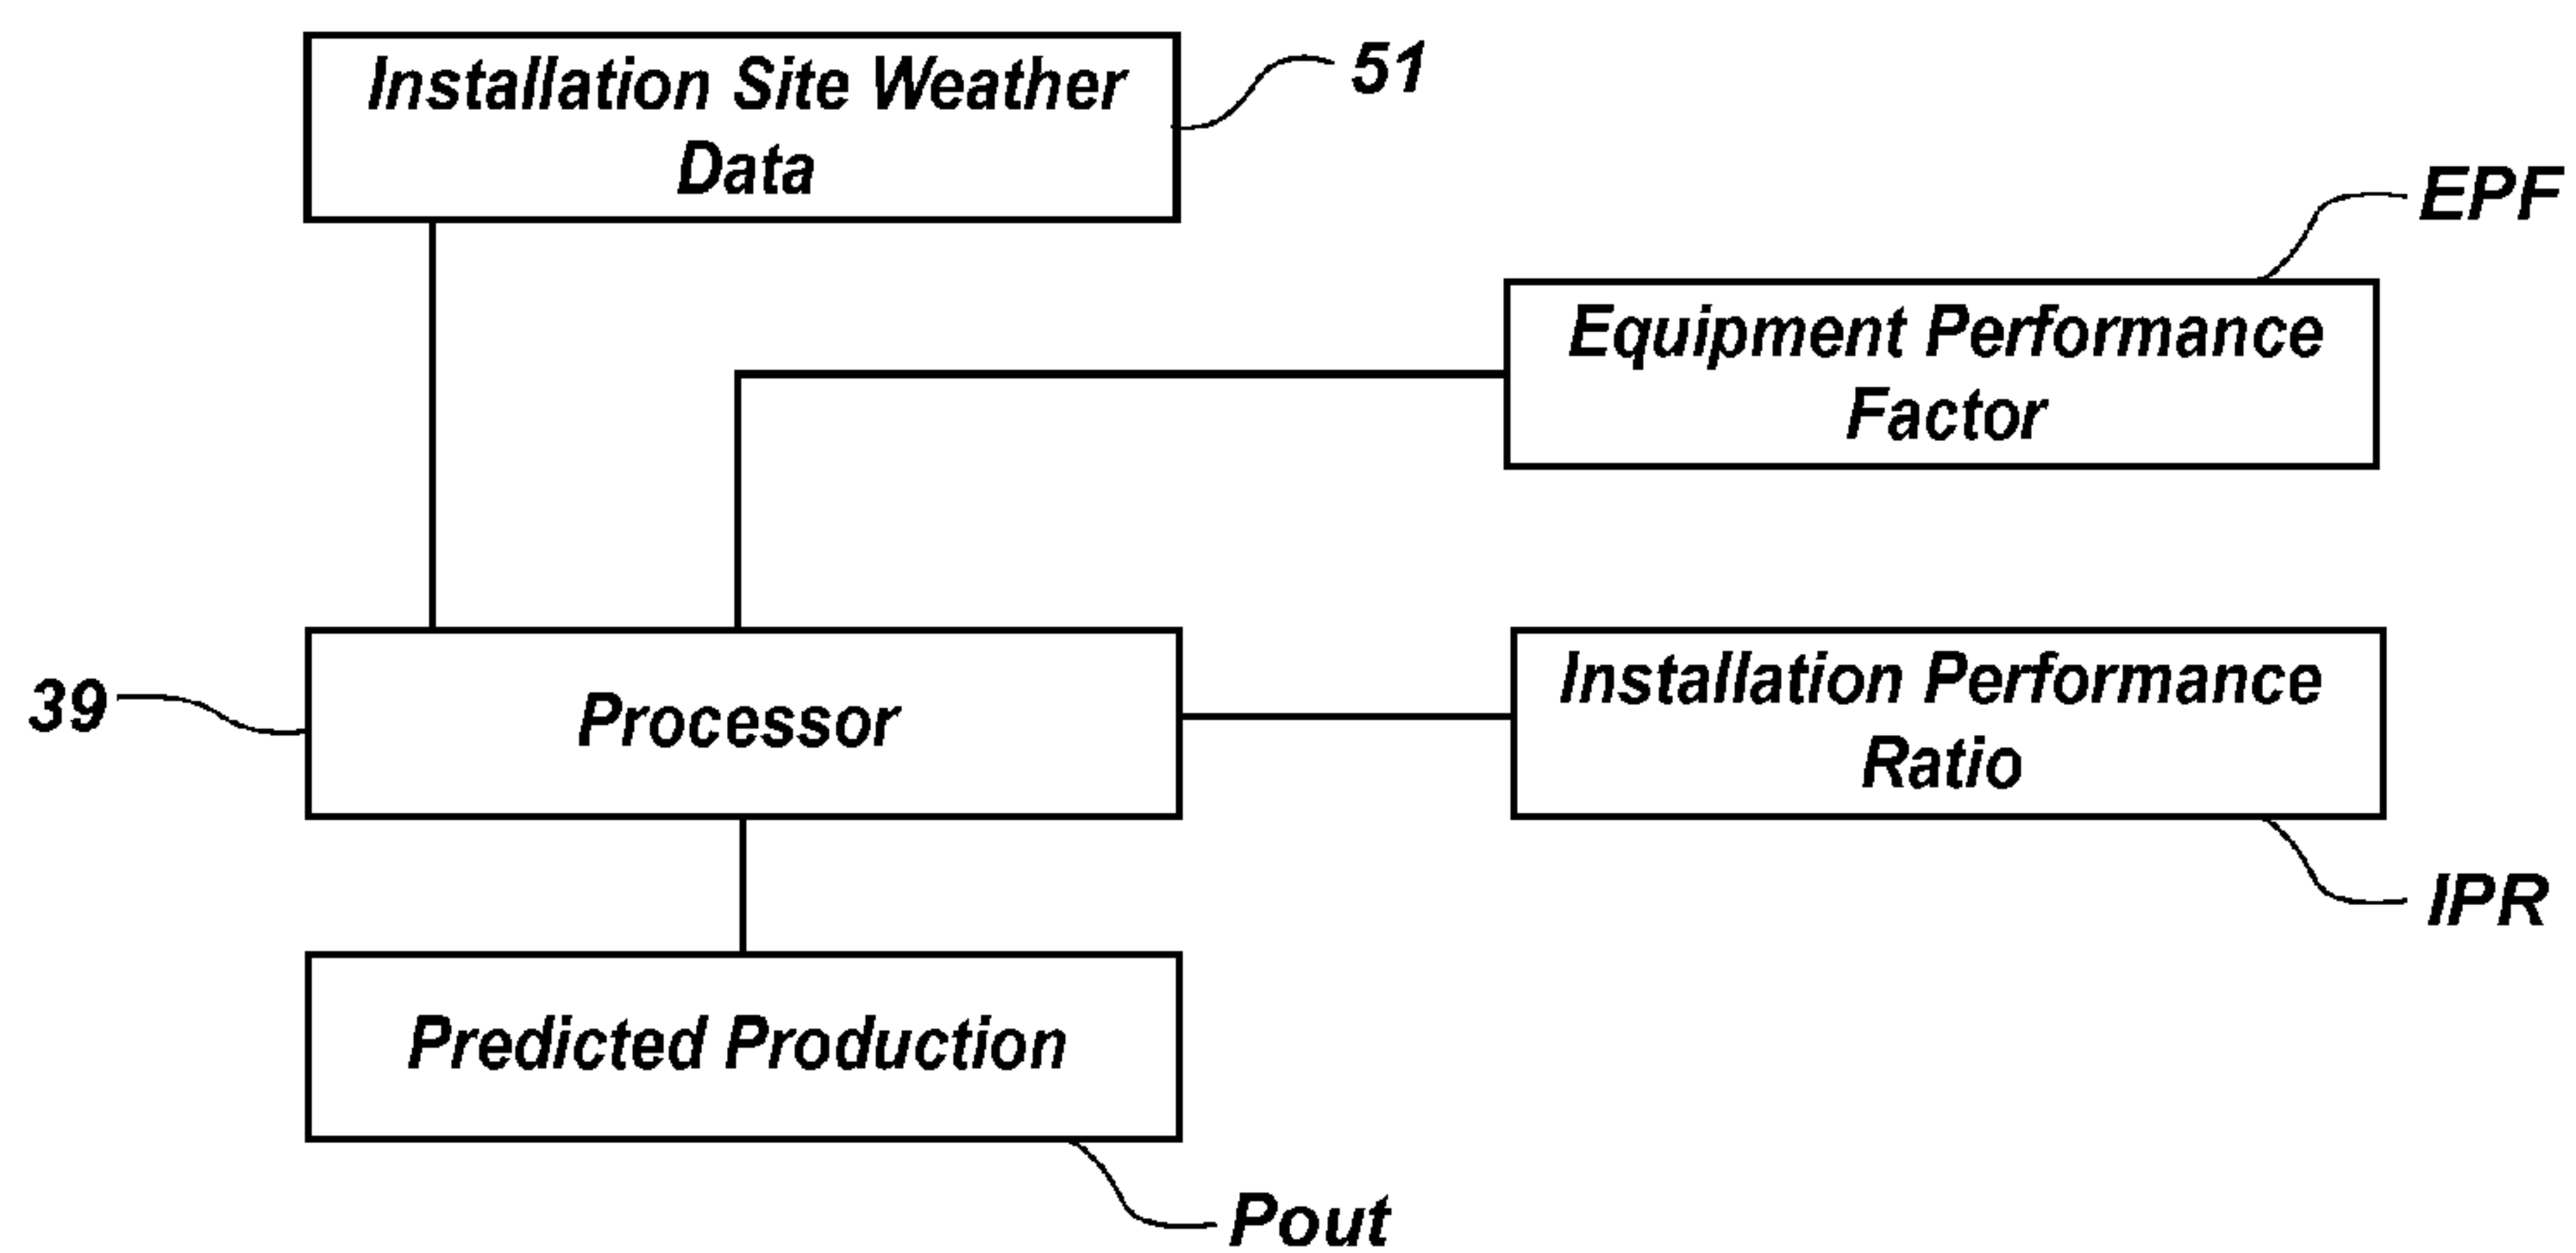 Installation Site Weather
Data
51
EPF
Equipment Performance
Factor
39
Processor
Installation Performance
Ratio
IPR
Predicted Production
Pout